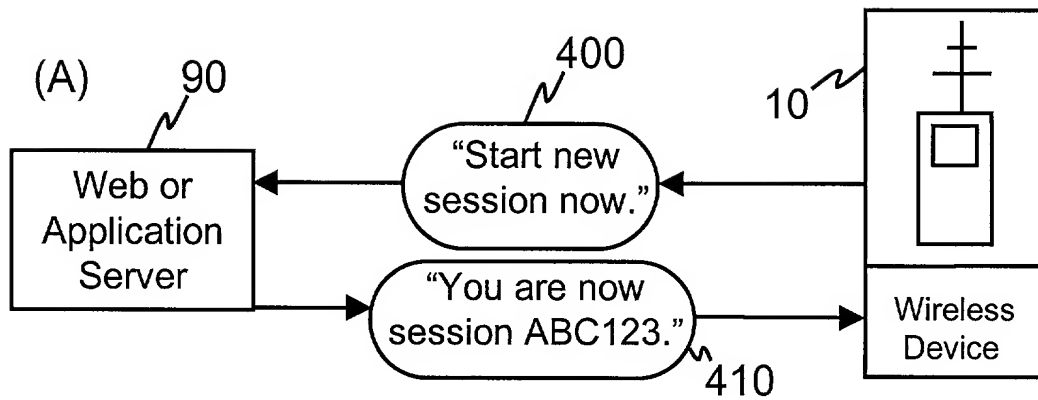 (A)
90
400
10
Web or
Application
Server
“Start new
session now.”
“You are now
session ABC123.”
410
Wireless
Device